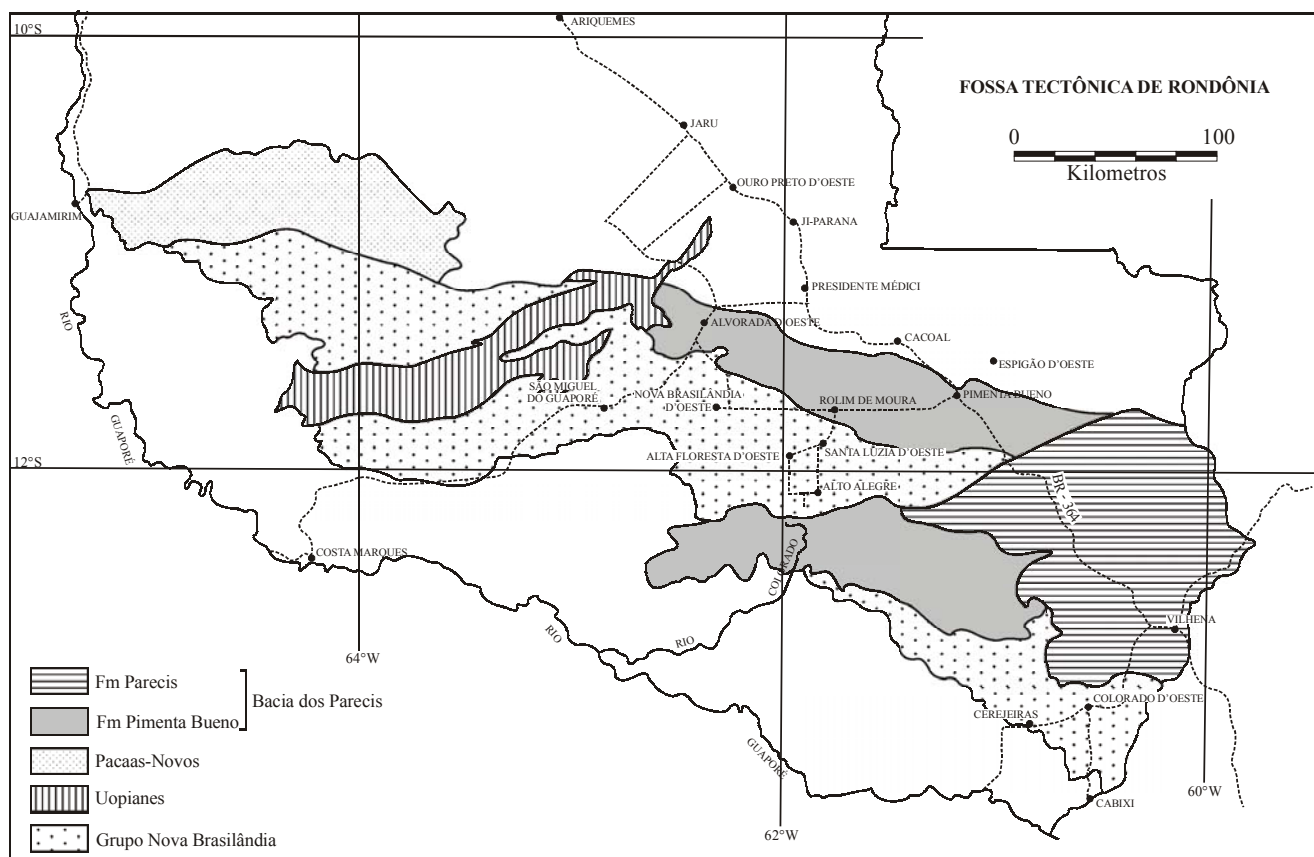 10°S
ARIQUEMES
FOSSA TECTÔNICA DE RONDÔNIA
0
100
Kilometros
JARU
OURO PRETO D'OESTE
GUAJAMIRIM
JI-PARANA
RIO
PRESIDENTE MÉDICI
ALVORADA D'OESTE
CACOAL
ESPIGÃO D'OESTE
SÃO MIGUEL
DO GUAPORÉ
NOVA BRASILÂNDIA
D'OESTE
ROLIM DE MOURA
PIMENTA BUENO
GUAPORÉ
12°S
ALTA FLORESTA D'OESTE
SANTA LÚZIA D'OESTE
ALTO ALEGRE
BR - 364
COSTA MARQUES
COLORADO
RIO
RIO
VILHENA
64°W
Fm Parecis
Bacia dos Parecis
Fm Pimenta Bueno
COLORADO D'OESTE
CEREJEIRAS
GUAPORÉ
Pacaas-Novos
60°W
Uopianes
CABIXI
62°W
Grupo Nova Brasilândia